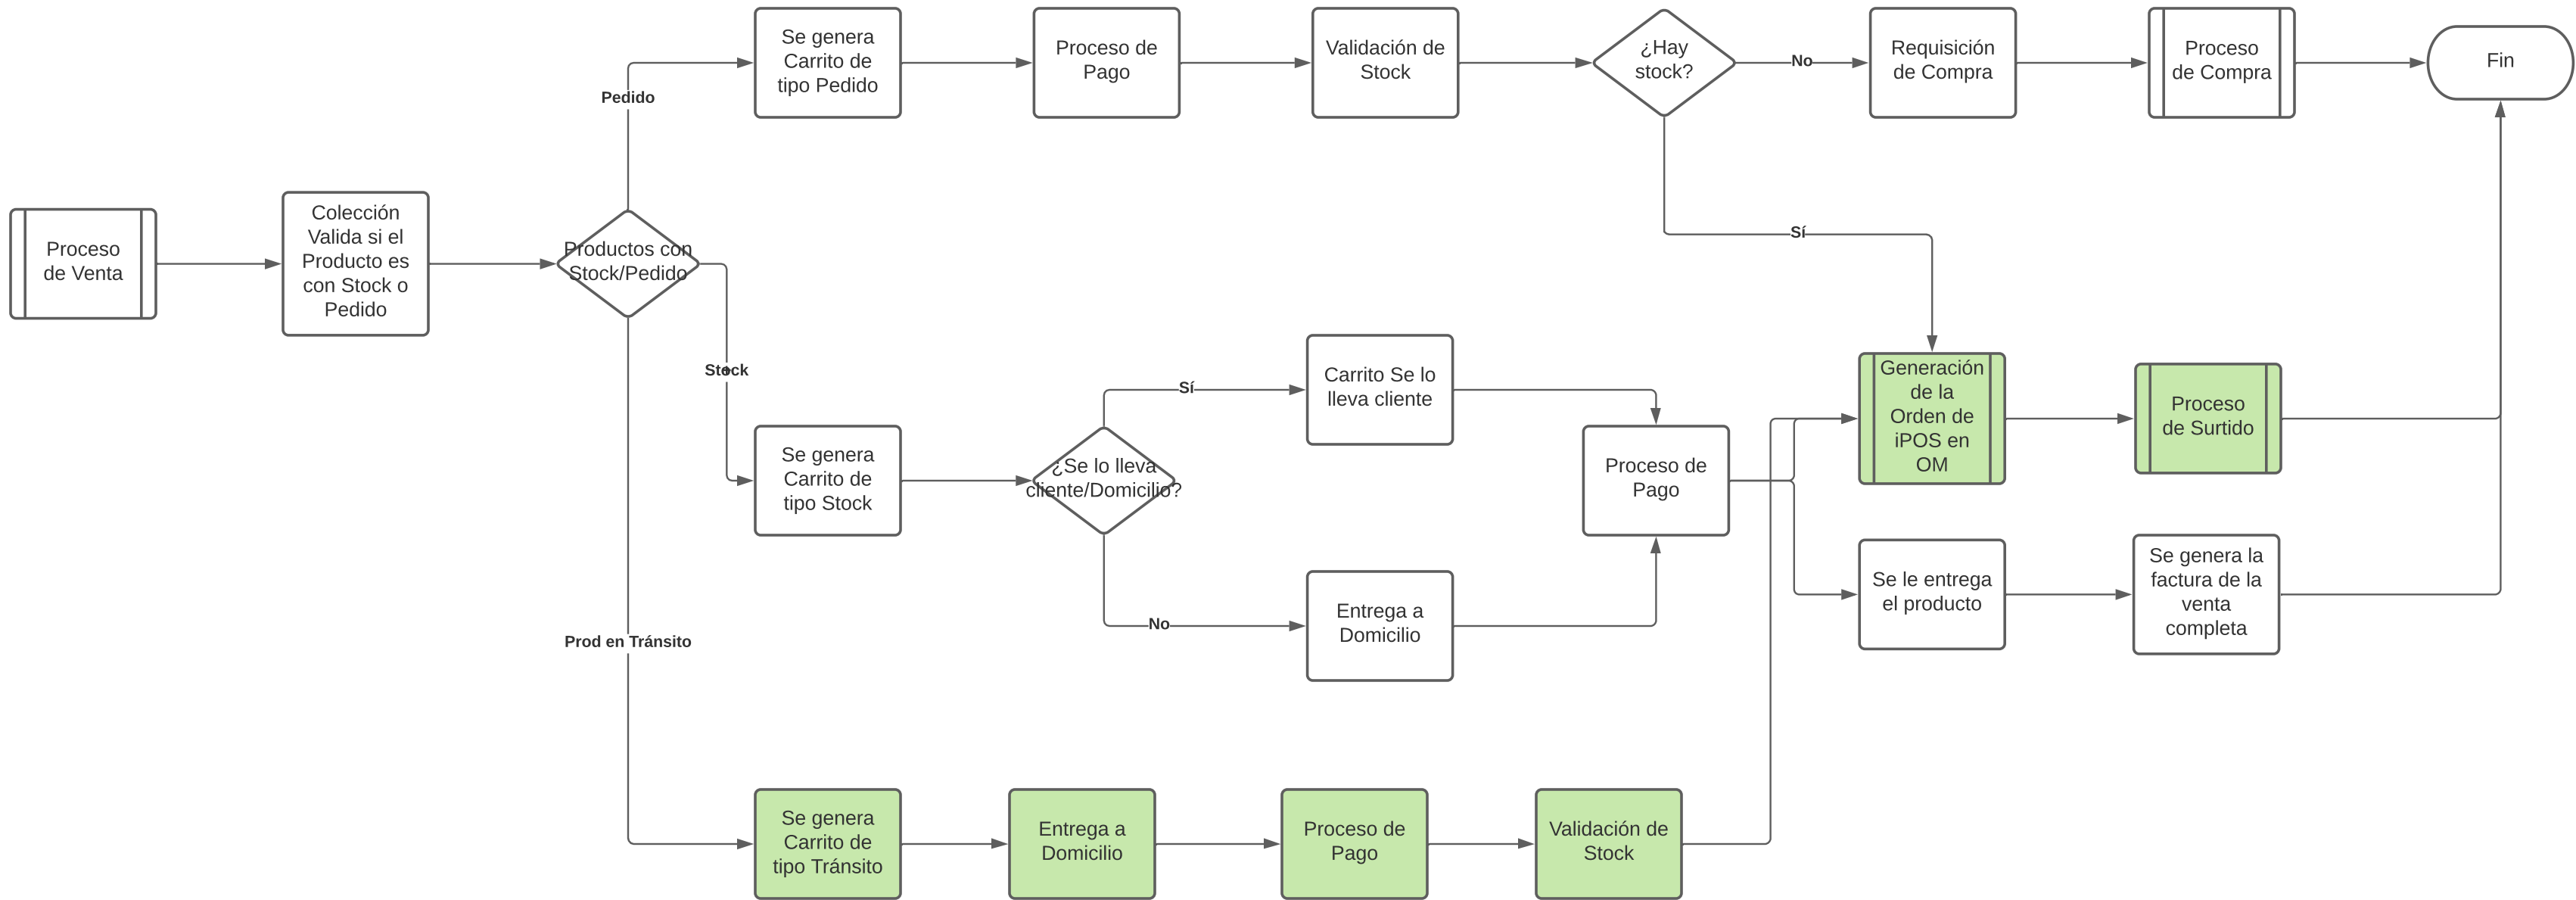 Se genera
Carrito de
tipo Pedido
Proceso de
Pago
Validación de
Stock
¿Hay
stock?
No
Requisición
de Compra
Proceso
de Compra
Fin
Pedido
Proceso
de Venta
Colección
Valida si el
Producto es
con Stock o
Pedido
Productos con
Stock/Pedido
Sí
Stock
Se genera
Carrito de
tipo Stock
¿Se lo lleva
cliente/Domicilio?
Sí
Carrito Se lo
lleva cliente
No
Entrega a
Domicilio
Proceso de
Pago
Generación
de la
Orden de
iPOS en
OM
Proceso
de Surtido
Se le entrega
el producto
Se genera la
factura de la
venta
completa
Prod en Tránsito
Se genera
Carrito de
tipo Tránsito
Entrega a
Domicilio
Proceso de
Pago
Validación de
Stock